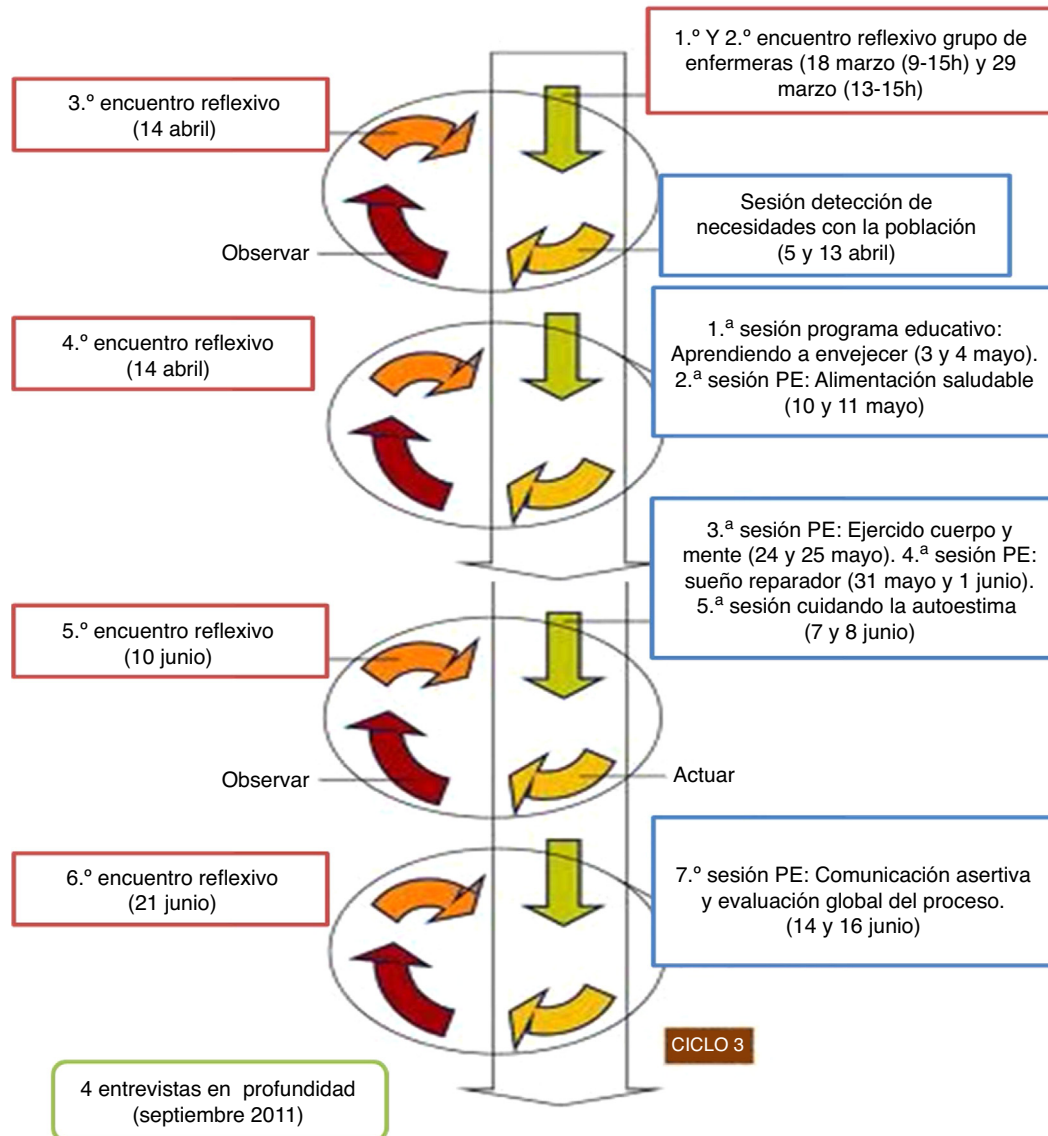 1.º Y 2.º encuentro reflexivo grupo de
enfermeras (18 marzo (9-15h) y 29
marzo (13-15h)
3.º encuentro reflexivo
(14 abril)
Sesión detección de
necesidades con la población
(5 y 13 abril)
Observar
4.º encuentro reflexivo
(14 abril)
1.ª sesión programa educativo:
Aprendiendo a envejecer (3 y 4 mayo).
2.ª sesión PE: Alimentación saludable
(10 y 11 mayo)
3.ª sesión PE: Ejercido cuerpo y
mente (24 y 25 mayo). 4.ª sesión PE:
sueño reparador (31 mayo y 1 junio).
5.ª sesión cuidando la autoestima
(7 y 8 junio)
5.º encuentro reflexivo
(10 junio)
Observar
Actuar
6.º encuentro reflexivo
(21 junio)
7.º sesión PE: Comunicación asertiva
y evaluación global del proceso.
(14 y 16 junio)
CICLO 3
4 entrevistas en profundidad
(septiembre 2011)